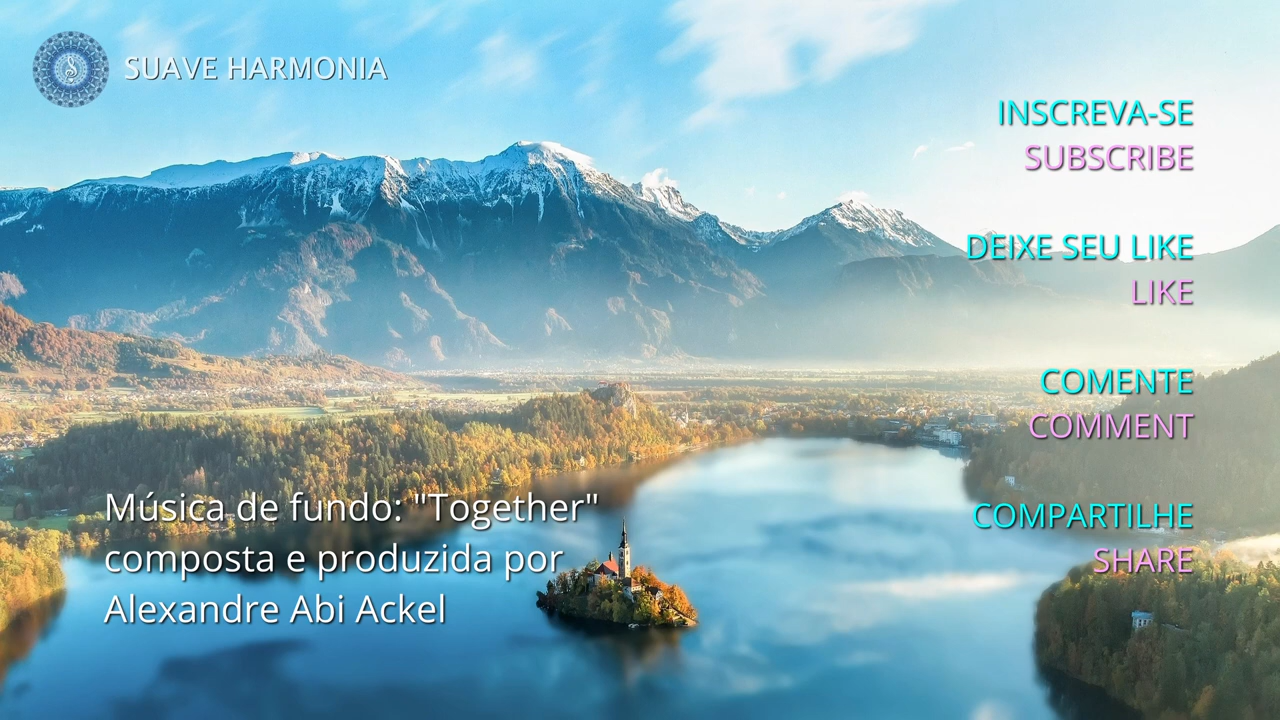 SUAVE HARMONIA
INSCREVA-SE
SUBSCRIBE
DEIXE SEU LIKE
LIKE
COMENTE
COMMENT
COMPARTILHE
SHARE
Música de fundo: "Together"
composta e produzida por
Alexandre Abi Ackel